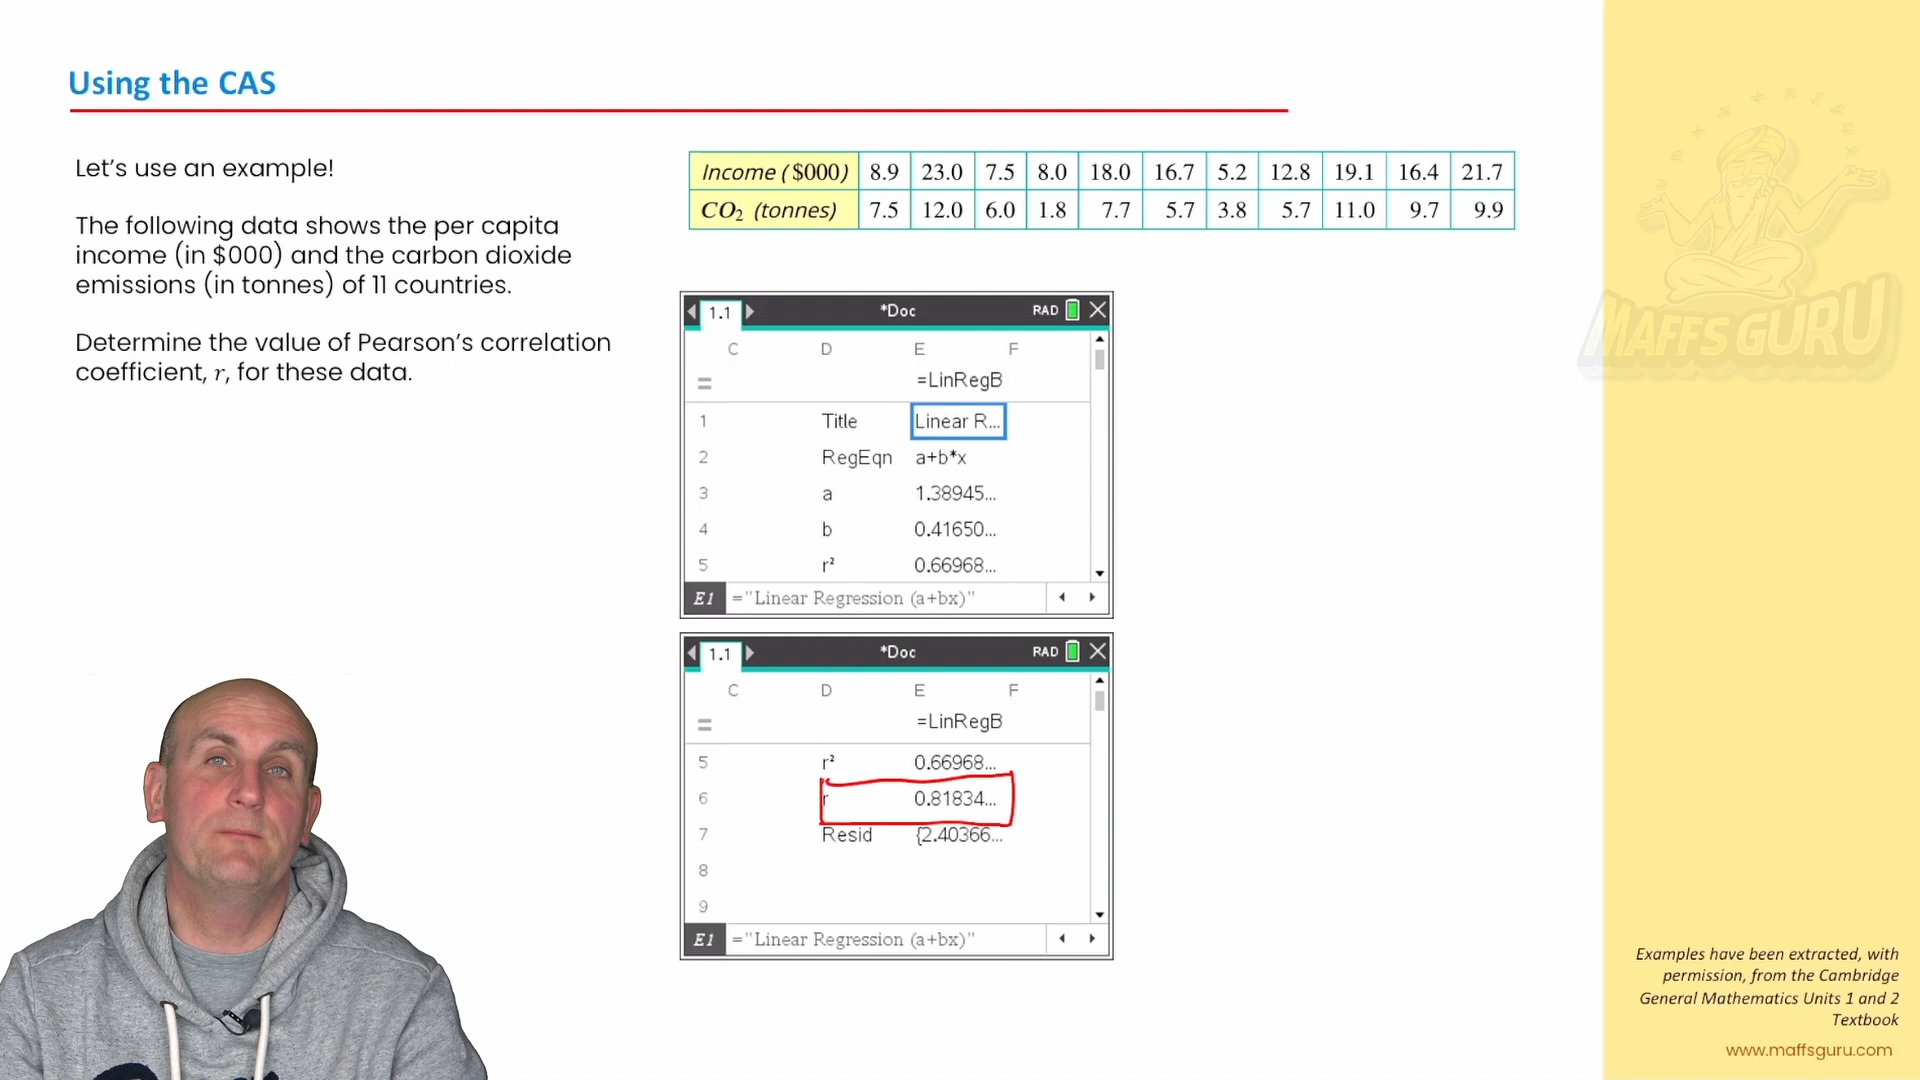 Using the CAS
Let's use an example!
The following data shows the per capita
income (in $000) and the carbon dioxide
emissions (in tonnes) of 11 countries.
Determine the value of Pearson's correlation
coefficient, r, for these data.
Income ($000) 8.9 23.0 7.5 8.0 18.0 16.7 5.2 12.8 19.1 16.4 21.7
CO₂ (tonnes) 7.5 12.0 6.0 1.8 7.7 5.7 3.8 5.7 11.0 9.7 9.9
1.1 *Doc RAD
C D E F
= =LinRegB
1 Title Linear R...
2 RegEqn a+b*x
3 a 1.38945...
4 b 0.41650...
5 r² 0.66968...
E1 ="Linear Regression (a+bx)"
1.1 *Doc RAD
C D E F
= =LinRegB
5 r² 0.66968...
6 r 0.81834...
7 Resid {2.40366...
8
9
E1 ="Linear Regression (a+bx)"
MAFFS GURU
Examples have been extracted, with
permission, from the Cambridge
General Mathematics Units 1 and 2
Textbook
www.maffsguru.com